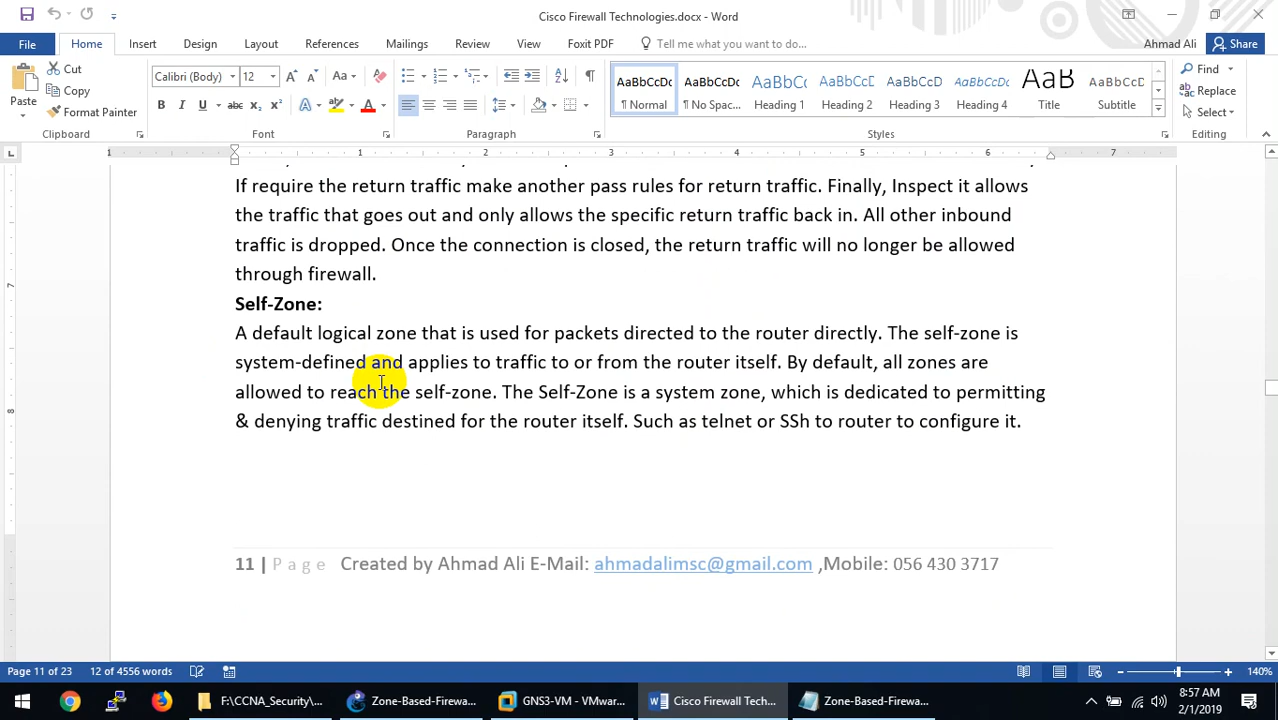 Cisco Firewall Technologies.docx - Word
File Home Insert Design Layout References Mailings Review View Foxit PDF Tell me what you want to do... Ahmad Ali Share
Paste Cut Copy Format Painter
Calibri (Body) 12
AaBbCcDc AaBbCcDc AaBbCc AaBbCcD AaBbCcD AaBbCcD AaB AaBbCcD
¶ Normal ¶ No Spac... Heading 1 Heading 2 Heading 3 Heading 4 Title Subtitle
Find Replace Select
Clipboard Font Paragraph Styles Editing
If require the return traffic make another pass rules for return traffic. Finally, Inspect it allows
the traffic that goes out and only allows the specific return traffic back in. All other inbound
traffic is dropped. Once the connection is closed, the return traffic will no longer be allowed
through firewall.
Self-Zone:
A default logical zone that is used for packets directed to the router directly. The self-zone is
system-defined and applies to traffic to or from the router itself. By default, all zones are
allowed to reach the self-zone. The Self-Zone is a system zone, which is dedicated to permitting
& denying traffic destined for the router itself. Such as telnet or SSh to router to configure it.
11 | P a g e Created by Ahmad Ali E-Mail: ahmadalimsc@gmail.com ,Mobile: 056 430 3717
Page 11 of 23 12 of 4556 words 140%
F:\CCNA_Security\... Zone-Based-Firewa... GNS3-VM - VMware... Cisco Firewall Tech... Zone-Based-Firewa... 8:57 AM
2/1/2019